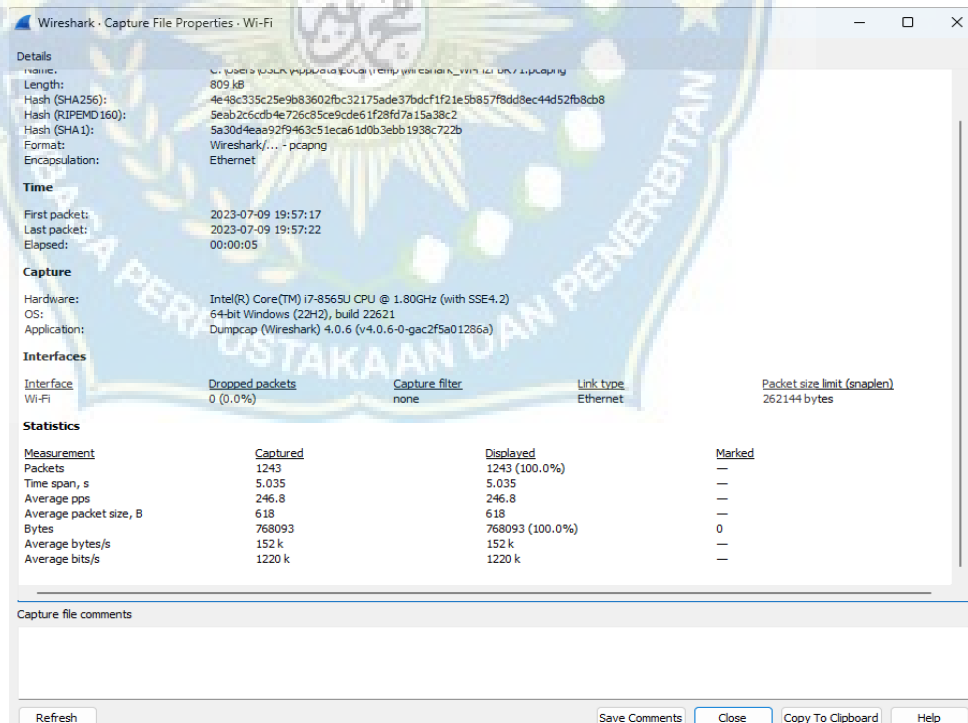 Wireshark · Capture File Properties · Wi-Fi
Details
Name: C:\Users\USER\AppData\Local\Temp\wireshark_Wi-Fi
Length: 809 kB
Hash (SHA256): 4e48c335c25e9b83602fbc32175ade37bdcf1f21e5b857f8dd8ec44d52fb8cb8
Hash (RIPEMD160): 5eab2c6cdb4e726c85ce9cde61f28fd7a15a38c2
Hash (SHA1): 5a30d4eaa92f9463c51eca61d0b3ebb1938c722b
Format: Wireshark/... - pcapng
Encapsulation: Ethernet
Time
First packet: 2023-07-09 19:57:17
Last packet: 2023-07-09 19:57:22
Elapsed: 00:00:05
Capture
Hardware: Intel(R) Core(TM) i7-8565U CPU @ 1.80GHz (with SSE4.2)
OS: 64-bit Windows (22H2), build 22621
Application: Dumpcap (Wireshark) 4.0.6 (v4.0.6-0-gac2f5a01286a)
Interfaces
Interface Dropped packets Capture filter Link type Packet size limit (snaplen)
Wi-Fi 0 (0.0%) none Ethernet 262144 bytes
Statistics
Measurement Captured Displayed Marked
Packets 1243 1243 (100.0%) —
Time span, s 5.035 5.035 —
Average pps 246.8 246.8 —
Average packet size, B 618 618 —
Bytes 768093 768093 (100.0%) 0
Average bytes/s 152 k 152 k —
Average bits/s 1220 k 1220 k —
Capture file comments
Refresh Save Comments Close Copy To Clipboard Help
PERPUSTAKAAN DAN PENERBITAN